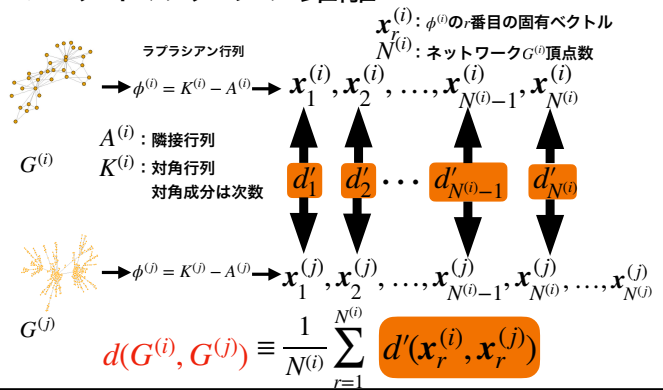 𝒙_r^(i)：ϕ^(i)のr番目の固有ベクトル
N^(i)：ネットワークG^(i)頂点数
ラプラシアン行列
ϕ^(i) = K^(i) − A^(i)
𝒙_1^(i), 𝒙_2^(i), …, 𝒙_{N^(i)−1}^(i), 𝒙_{N^(i)}^(i)
G^(i)
A^(i)：隣接行列
K^(i)：対角行列
対角成分は次数
d′_1 d′_2 ⋯ d′_{N^(i)−1} d′_{N^(i)}
G^(j)
ϕ^(j) = K^(j) − A^(j)
𝒙_1^(j), 𝒙_2^(j), …, 𝒙_{N^(i)−1}^(j), 𝒙_{N^(i)}^(j), …, 𝒙_{N^(j)}^(j)
d(G^(i), G^(j)) ≡ 1/N^(i) ∑_{r=1}^{N^(i)} d′(𝒙_r^(i), 𝒙_r^(j))